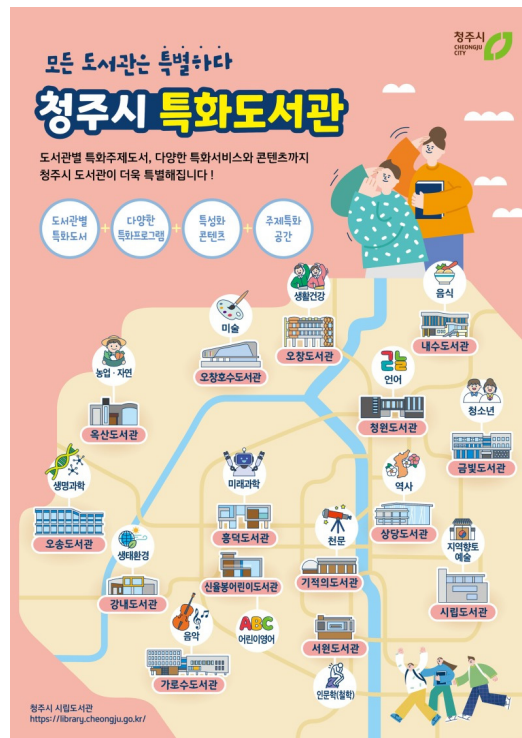 청주시
CHEONGJU
CITY
모든 도서관은 특별하다
청주시 특화도서관
도서관별 특화주제도서, 다양한 특화서비스와 콘텐츠까지
청주시 도서관이 더욱 특별해집니다 !
도서관별
특화도서
+
다양한
특화프로그램
+
특성화
콘텐츠
+
주제특화
공간
생활건강
오창도서관
음식
내수도서관
미술
오창호수도서관
농업 · 자연
옥산도서관
언어
청원도서관
청소년
금빛도서관
생명과학
오송도서관
미래과학
흥덕도서관
역사
상당도서관
천문
기적의도서관
지역향토
예술
시립도서관
생태환경
강내도서관
신율봉어린이도서관
ABC
어린이영어
음악
가로수도서관
서원도서관
인문학(철학)
청주시 시립도서관
https://library.cheongju.go.kr/